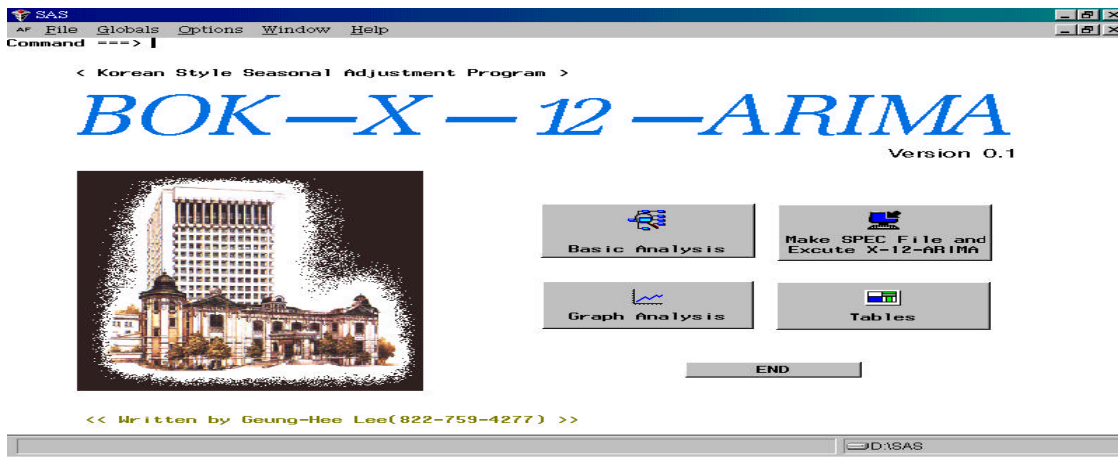 SAS
AF File Globals Options Window Help
Command ===>
< Korean Style Seasonal Adjustment Program >
BOK-X-12-ARIMA
Version 0.1
Basic Analysis
Make SPEC File and
Excute X-12-ARIMA
Graph Analysis
Tables
END
<< Written by Geung-Hee Lee(822-759-4277) >>
D:\SAS